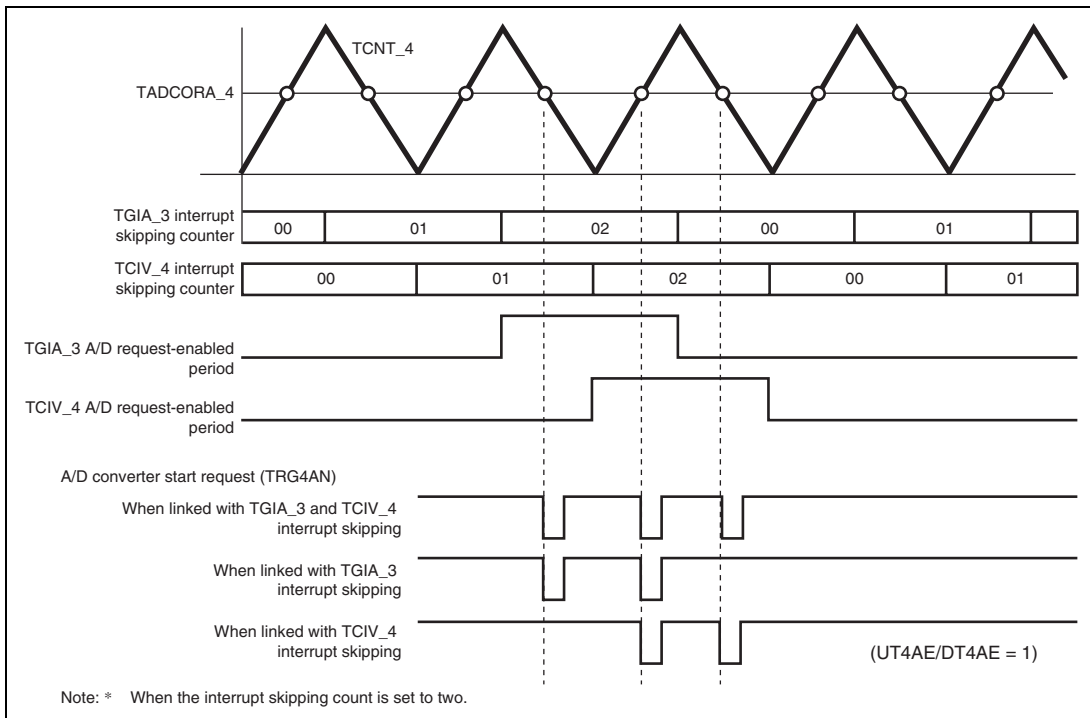 TCNT_4
TADCORA_4
TGIA_3 interrupt
skipping counter
00 01 02 00 01
TCIV_4 interrupt
skipping counter
00 01 02 00 01
TGIA_3 A/D request-enabled
period
TCIV_4 A/D request-enabled
period
A/D converter start request (TRG4AN)
When linked with TGIA_3 and TCIV_4
interrupt skipping
When linked with TGIA_3
interrupt skipping
When linked with TCIV_4
interrupt skipping
(UT4AE/DT4AE = 1)
Note: * When the interrupt skipping count is set to two.